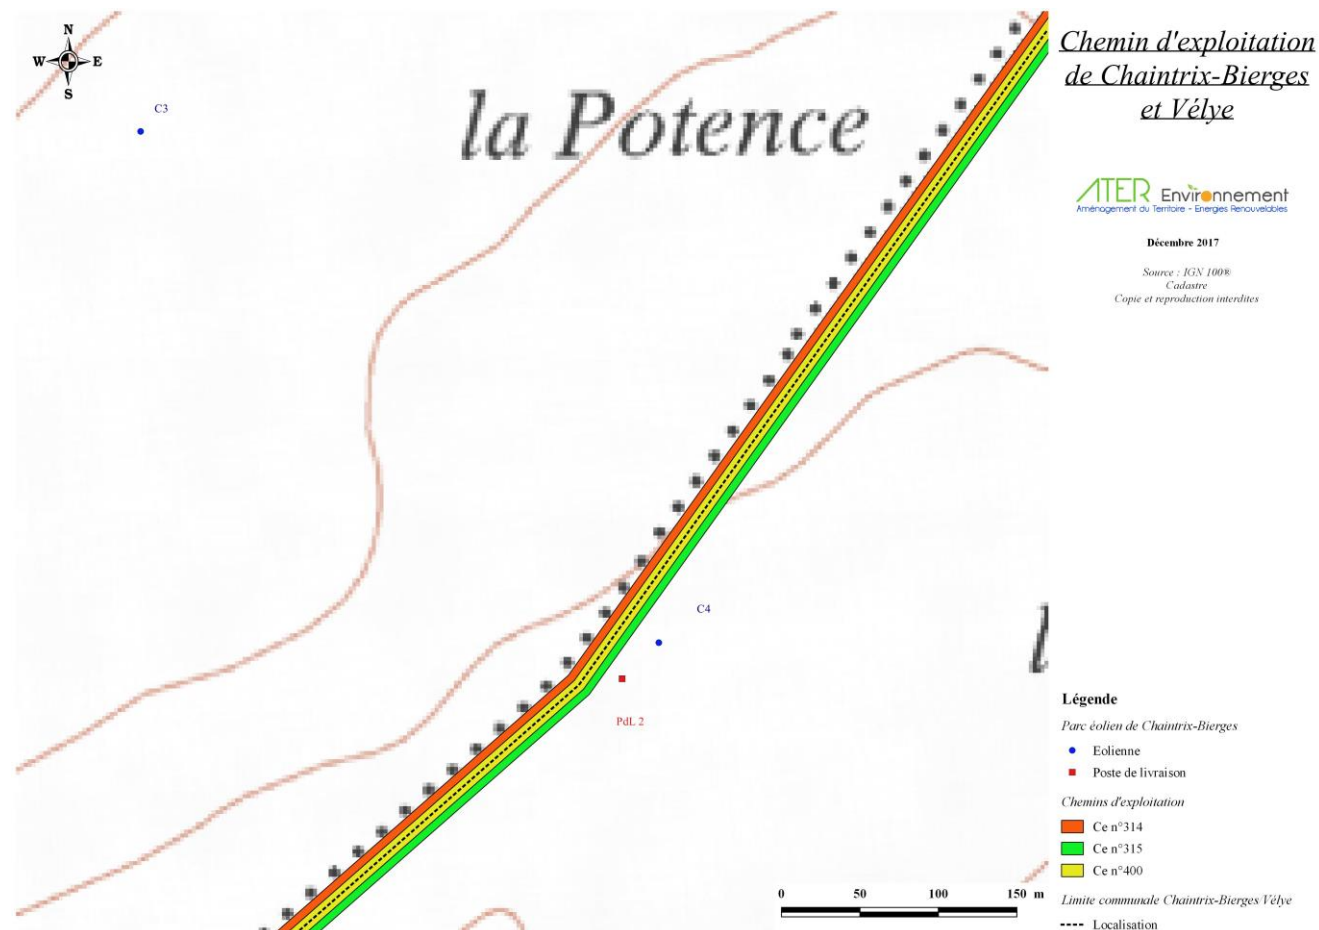 N
W E
S
C3
la Potence
C4
PdL 2
Chemin d'exploitation
de Chaintrix-Bierges
et Vélye
ATER Environnement
Aménagement du Territoire - Energies Renouvelables
Décembre 2017
Source : IGN 100®
Cadastre
Copie et reproduction interdites
Légende
Parc éolien de Chaintrix-Bierges
Eolienne
Poste de livraison
Chemins d'exploitation
Ce n°314
Ce n°315
Ce n°400
Limite communale Chaintrix-Bierges/Vélye
Localisation
0 50 100 150 m